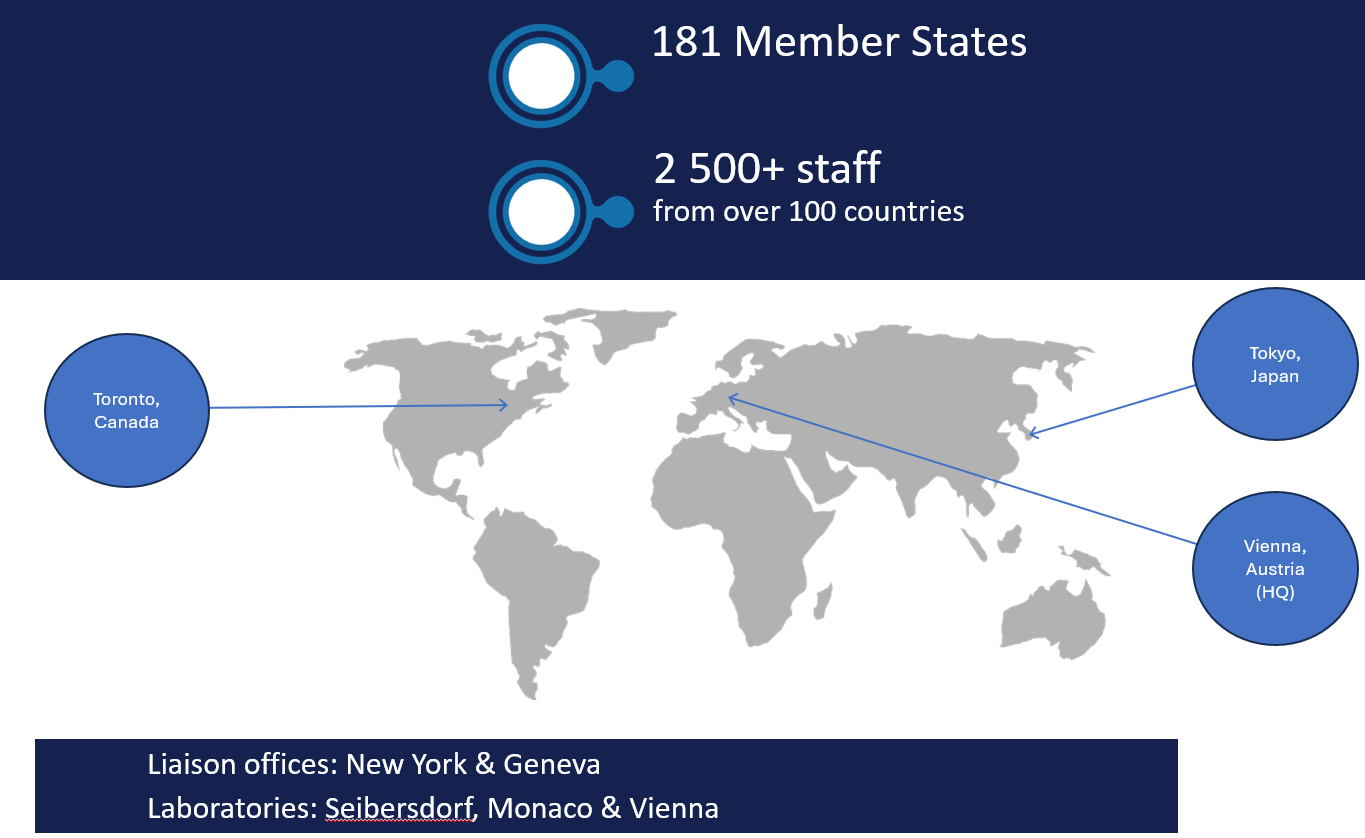 181 Member States
2 500+ staff
from over 100 countries
Toronto,
Canada
Tokyo,
Japan
Vienna,
Austria
(HQ)
Liaison offices: New York & Geneva
Laboratories: Seibersdorf, Monaco & Vienna